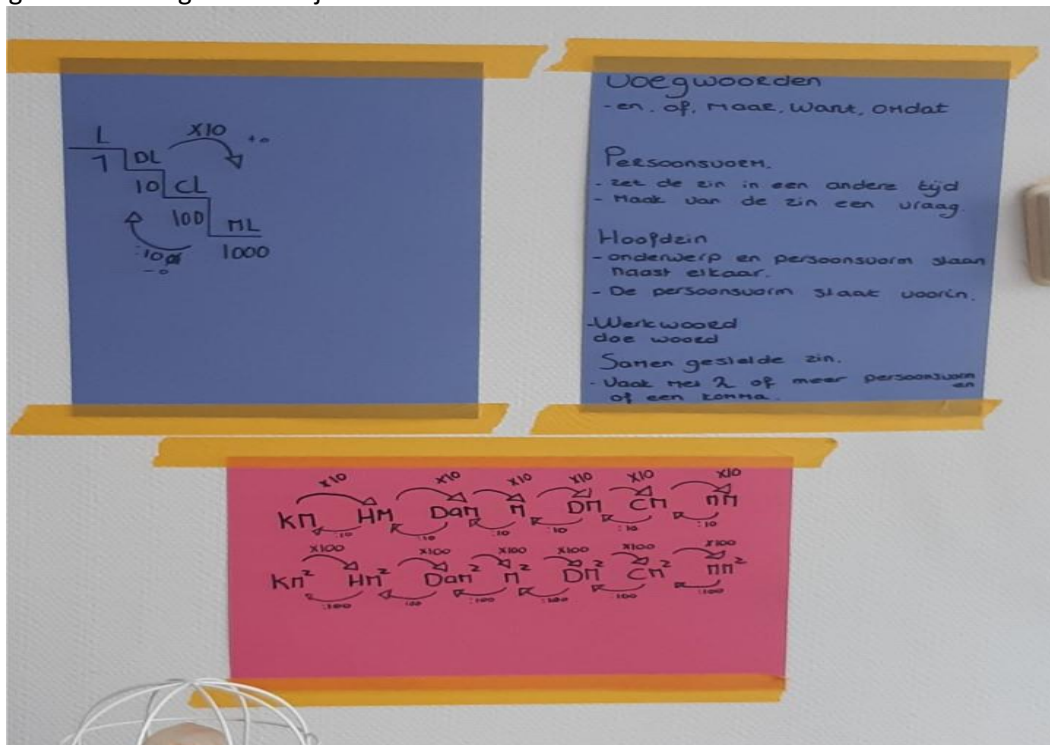 L
x10
+0
1
DL
10
CL
100
ML
1000
:10
-0
Voegwoorden
- en, of, maar, want, omdat
Persoonsvorm.
- zet de zin in een andere tijd
- Maak van de zin een vraag.
Hoofdzin
- onderwerp en persoonsvorm staan
naast elkaar.
- De persoonsvorm staat voorin.
- Werkwoord
doe woord
Samen gestelde zin.
- Vaak met 2 of meer persoonsvorm
en
of een komma.
x10 x10 x10 x10 x10 x10
KM HM Dam M DM CM MM
:10 :10 :10 :10 :10 :10
x100 x100 x100 x100 x100 x100
KM² HM² Dam² M² DM² CM² MM²
:100 :100 :100 :100 :100 :100